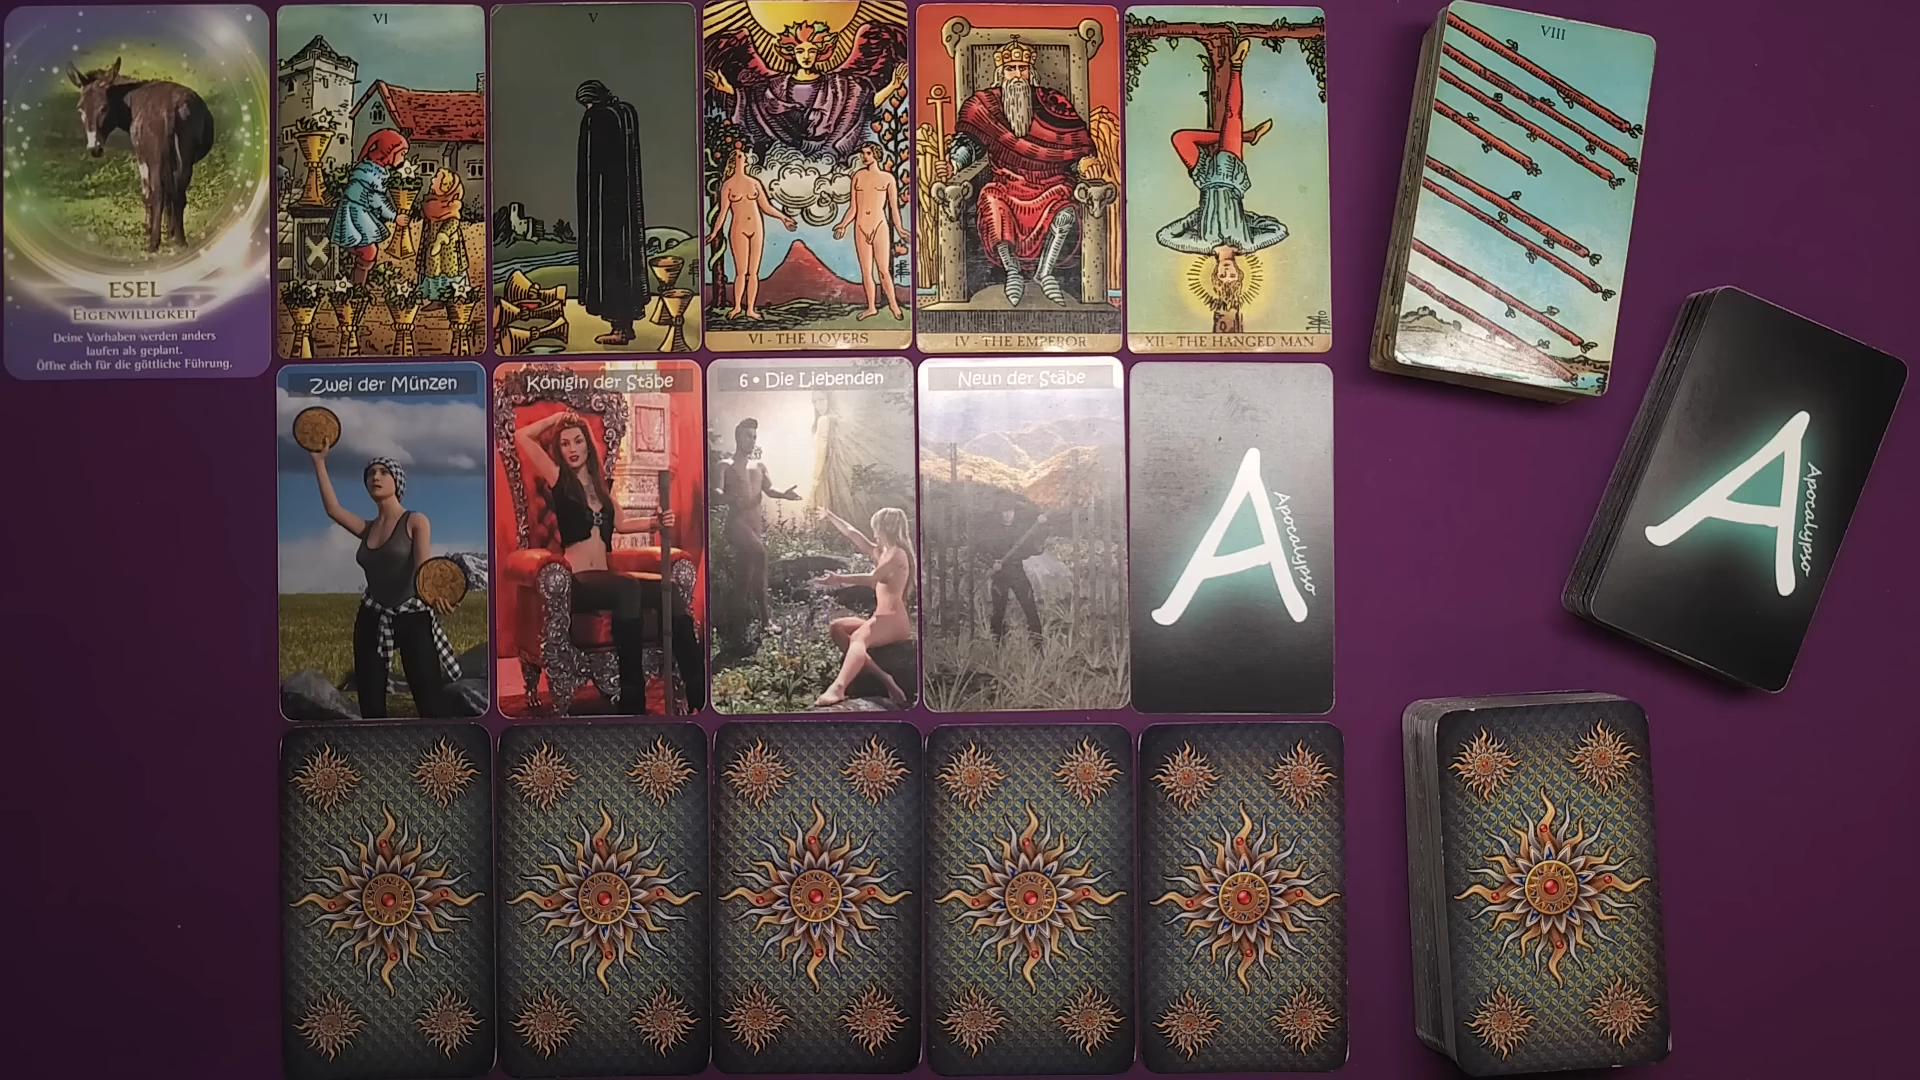 ESEL
EIGENWILLIGKEIT
Deine Vorhaben werden anders
laufen als geplant.
Öffne dich für die göttliche Führung.
VI
V
VI - THE LOVERS
IV - THE EMPEROR
XII - THE HANGED MAN
VIII
Zwei der Münzen
Königin der Stäbe
6 • Die Liebenden
Neun der Stäbe
A
Apocalypso
A
Apocalypso